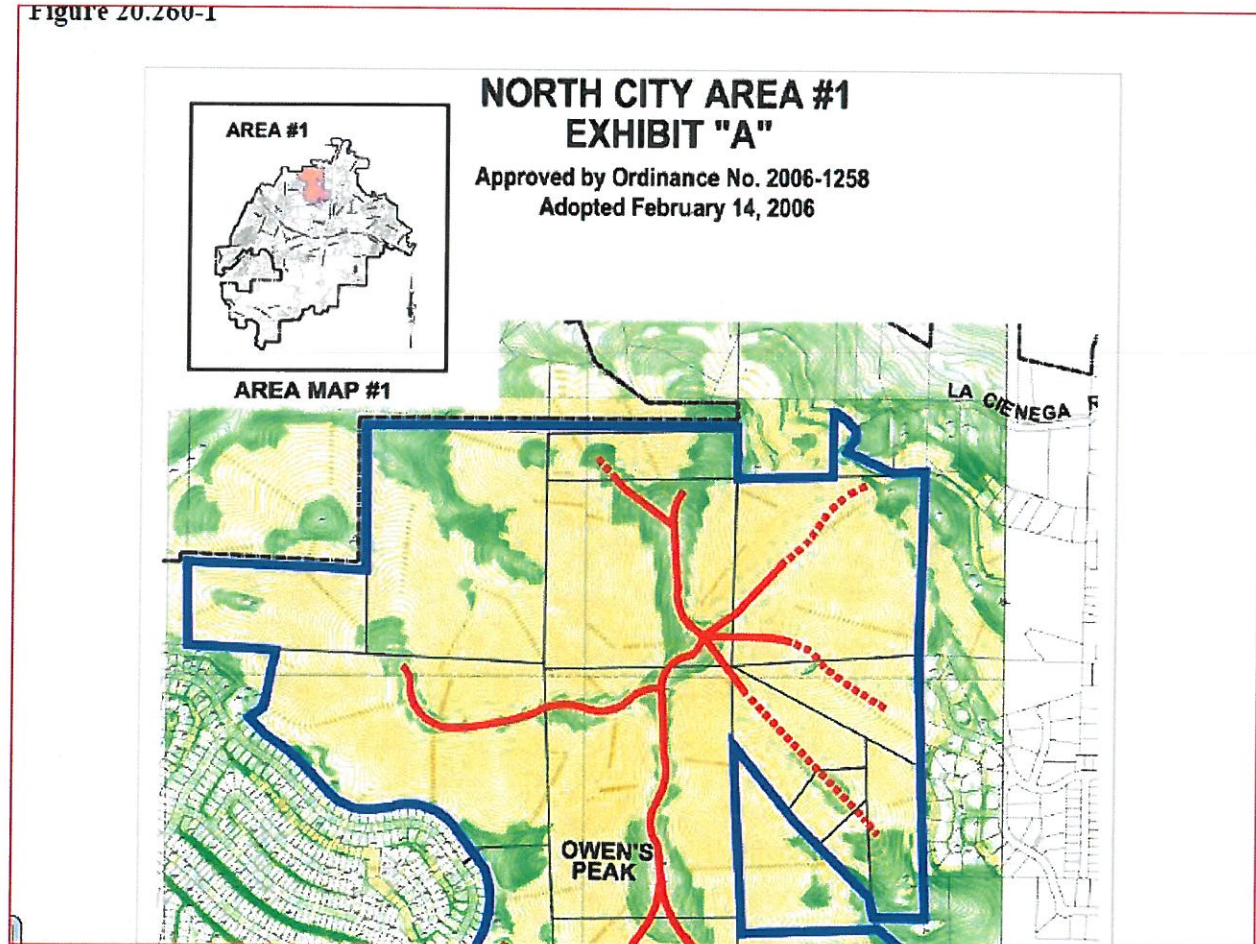 Figure 20.260-1
NORTH CITY AREA #1
EXHIBIT "A"
Approved by Ordinance No. 2006-1258
Adopted February 14, 2006
AREA #1
AREA MAP #1
LA CIENEGA R
OWEN'S
PEAK